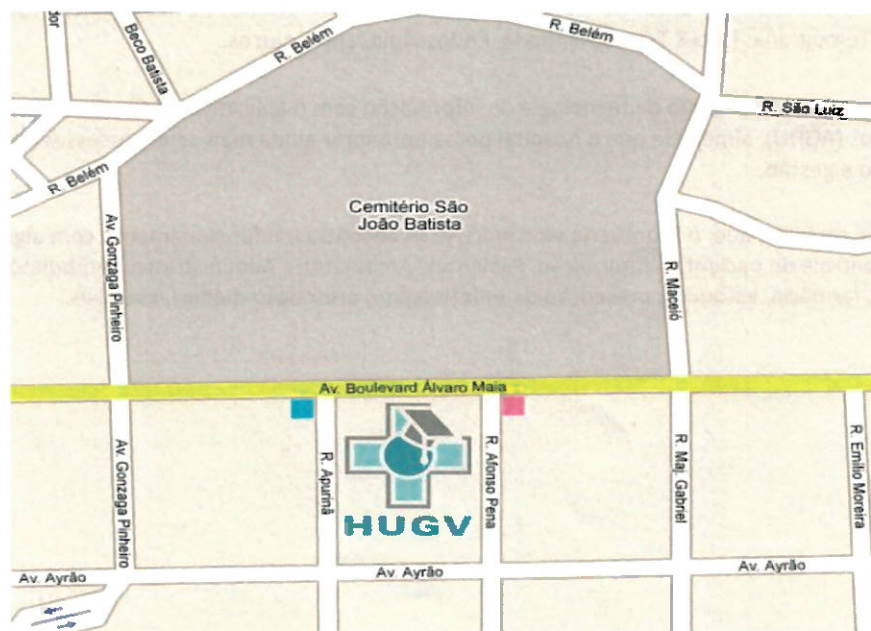 dor
Beco Batista
R. Belém
R. Belém
R. São Luiz
R. Belém
Cemitério São
João Batista
Av. Gonzaga Pinheiro
R. Maceió
Av. Boulevard Álvaro Maia
Av. Gonzaga Pinheiro
R. Apurinã
R. Afonso Pena
R. Maj. Gabriel
R. Emílio Moreira
HUGV
Av. Ayrão
Av. Ayrão
Av. Ayrão